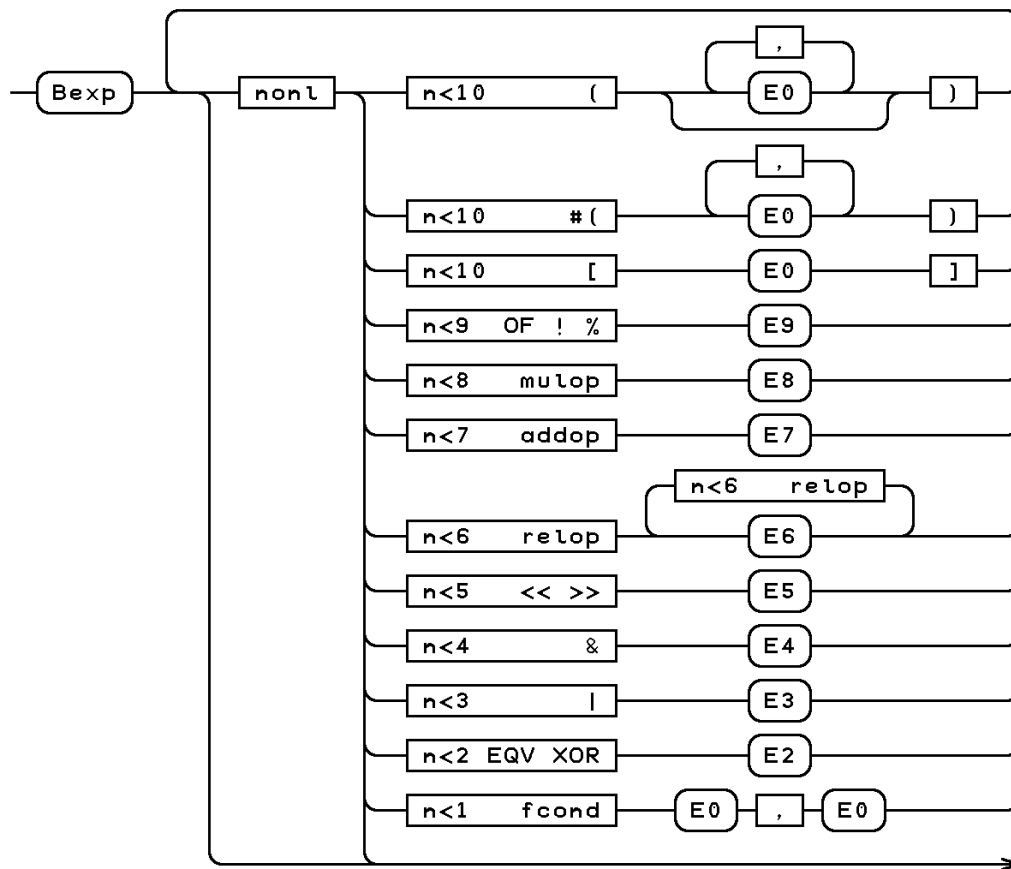 ,
Bexp nonl n<10 ( E0 )
,
n<10 #( E0 )
n<10 [ E0 ]
n<9 OF ! % E9
n<8 mulop E8
n<7 addop E7
n<6 relop
n<6 relop E6
n<5 << >> E5
n<4 & E4
n<3 | E3
n<2 EQV XOR E2
n<1 fcond E0 , E0